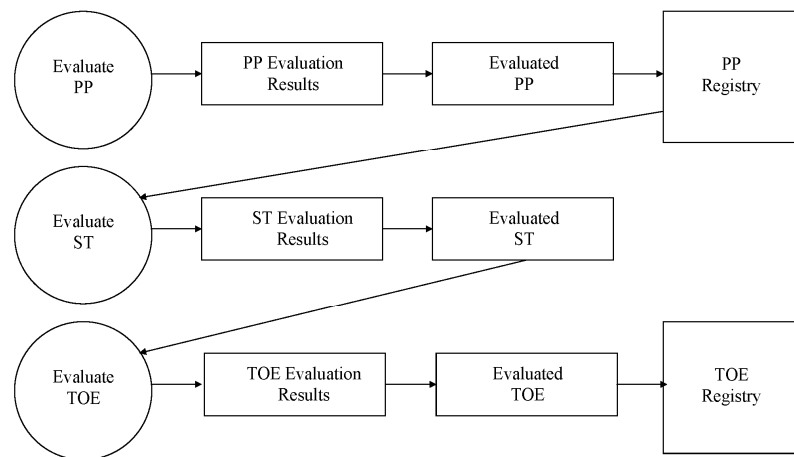 Evaluate
PP
PP Evaluation
Results
Evaluated
PP
PP
Registry
Evaluate
ST
ST Evaluation
Results
Evaluated
ST
Evaluate
TOE
TOE Evaluation
Results
Evaluated
TOE
TOE
Registry